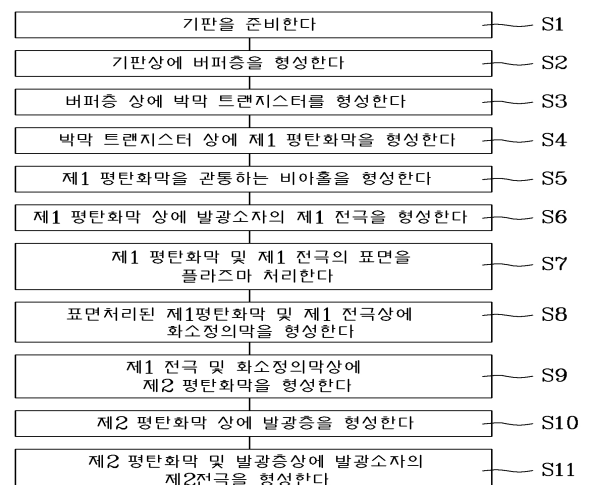 기판을 준비한다 S1
기판상에 버퍼층을 형성한다 S2
버퍼층 상에 박막 트랜지스터를 형성한다 S3
박막 트랜지스터 상에 제1 평탄화막을 형성한다 S4
제1 평탄화막을 관통하는 비아홀을 형성한다 S5
제1 평탄화막 상에 발광소자의 제1 전극을 형성한다 S6
제1 평탄화막 및 제1 전극의 표면을
플라즈마 처리한다 S7
표면처리된 제1평탄화막 및 제1 전극상에
화소정의막을 형성한다 S8
제1 전극 및 화소정의막상에
제2 평탄화막을 형성한다 S9
제2 평탄화막 상에 발광층을 형성한다 S10
제2 평탄화막 및 발광층상에 발광소자의
제2전극을 형성한다 S11